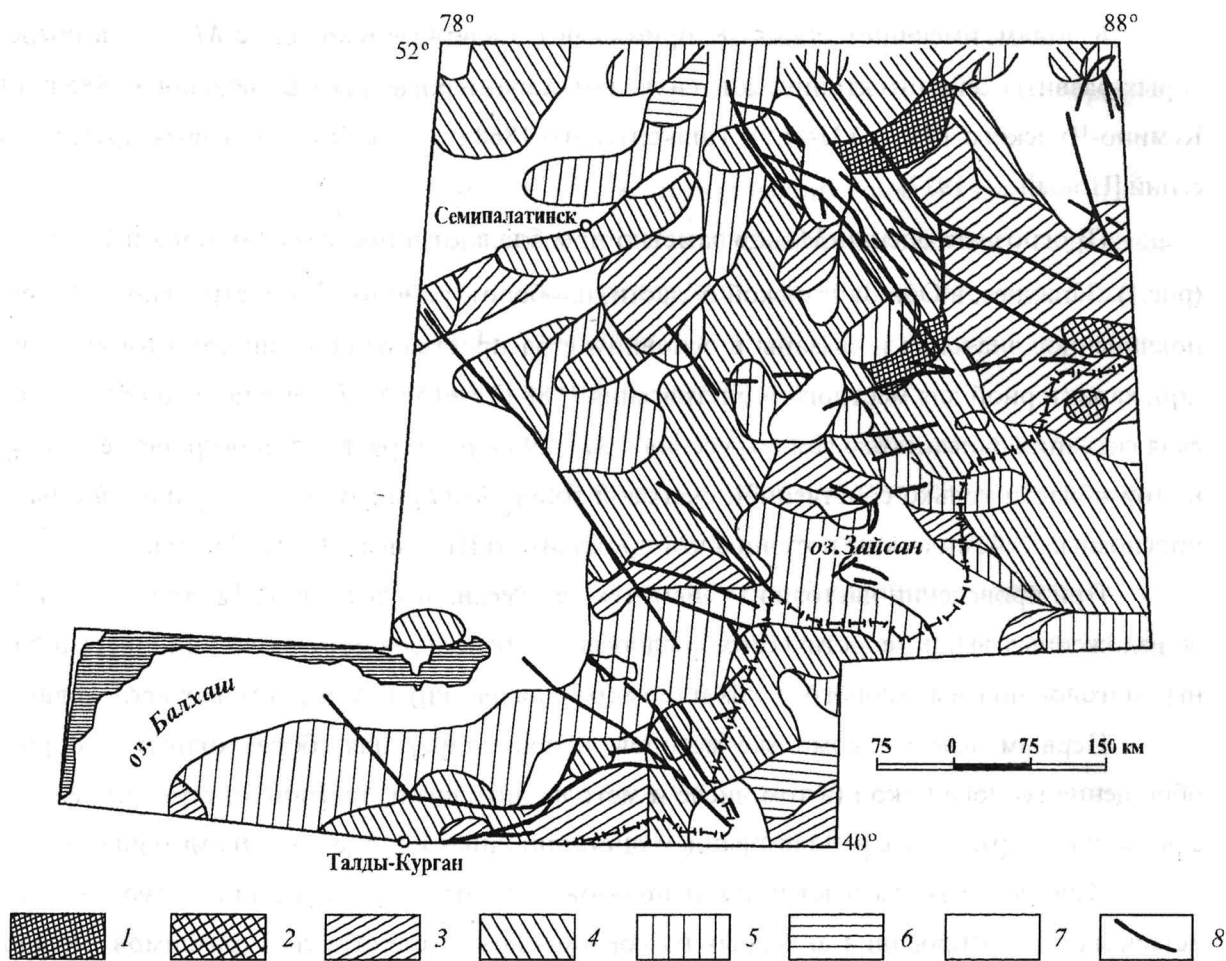 78° 88°
52°
Семипалатинск
оз.Зайсан
оз. Балхаш
75 0 75 150 км
40°
Талды-Курган
1 2 3 4 5 6 7 8